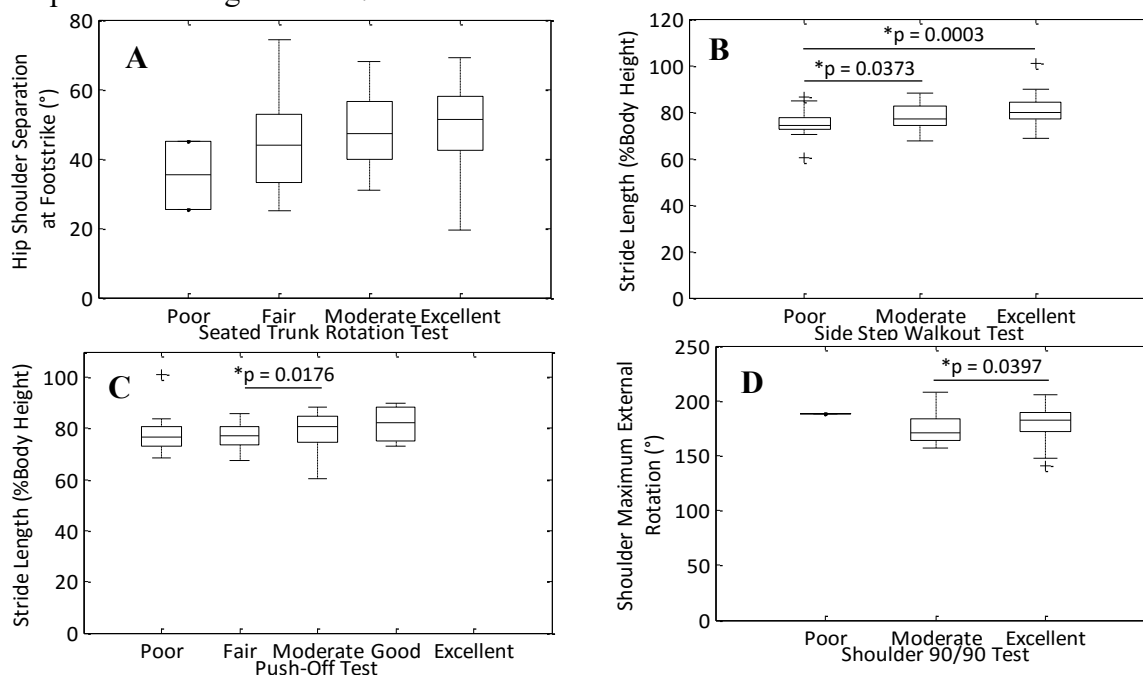 80
60
40
20
0
Hip Shoulder Separation
at Footstrike (°)
A
Poor
Fair
Moderate
Excellent
Seated Trunk Rotation Test
120
100
80
60
40
20
0
Stride Length (%Body Height)
B
*p = 0.0003
*p = 0.0373
Poor
Moderate
Excellent
Side Step Walkout Test
100
80
60
40
20
0
Stride Length (%Body Height)
C
*p = 0.0176
Poor
Fair
Moderate
Good
Excellent
Push-Off Test
250
200
150
100
50
0
Shoulder Maximum External
Rotation (°)
D
*p = 0.0397
Poor
Moderate
Excellent
Shoulder 90/90 Test